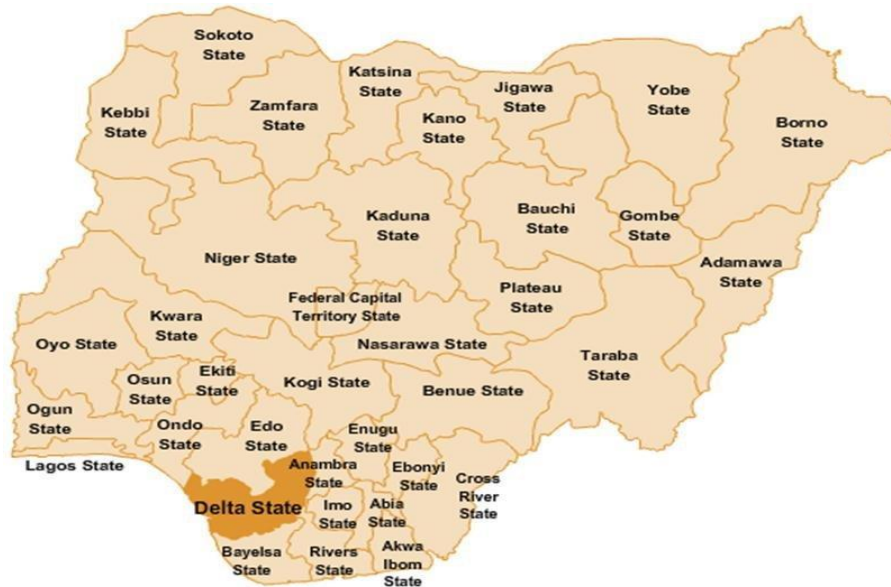 Sokoto
State
Katsina
State
Jigawa
State
Yobe
State
Kebbi
State
Zamfara
State
Kano
State
Borno
State
Kaduna
State
Bauchi
State
Gombe
State
Niger State
Adamawa
State
Federal Capital
Territory State
Plateau
State
Kwara
State
Oyo State
Nasarawa State
Taraba
State
Osun
State
Ekiti
State
Kogi State
Benue State
Ogun
State
Ondo
State
Edo
State
Enugu
State
Lagos State
Anambra
State
Ebonyi
State
Cross
River
State
Delta State
Imo
State
Abia
State
Bayelsa
State
Rivers
State
Akwa
Ibom
State